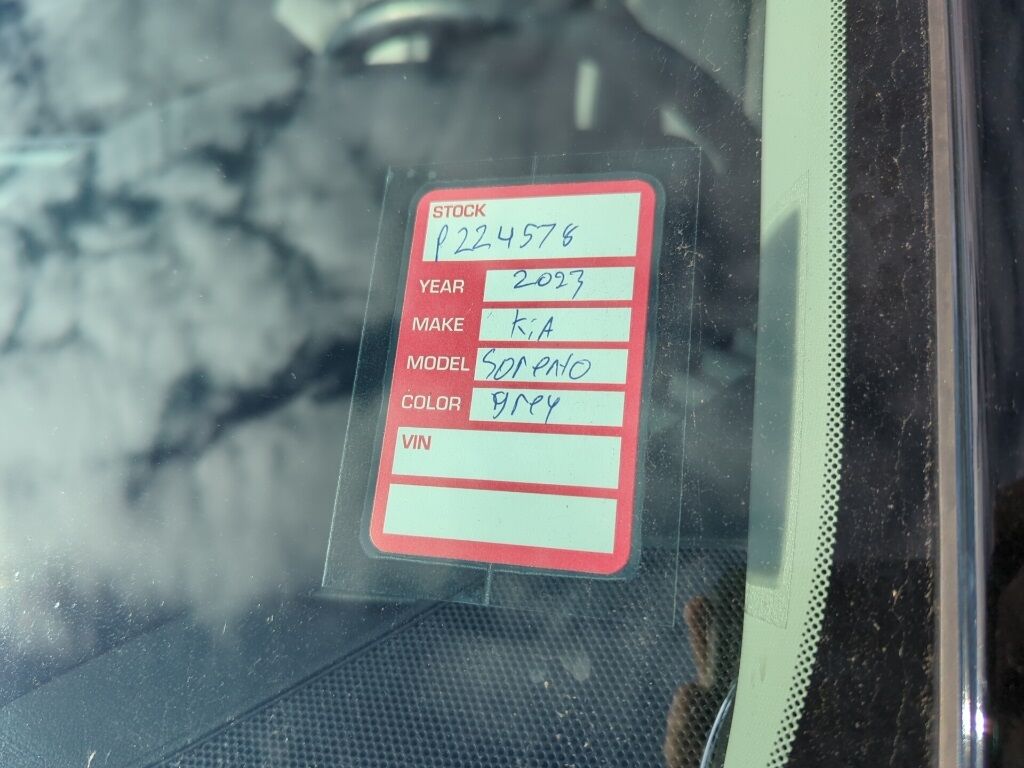 STOCK
P224578
YEAR 2023
MAKE KiA
MODEL Sorento
COLOR Grey
VIN